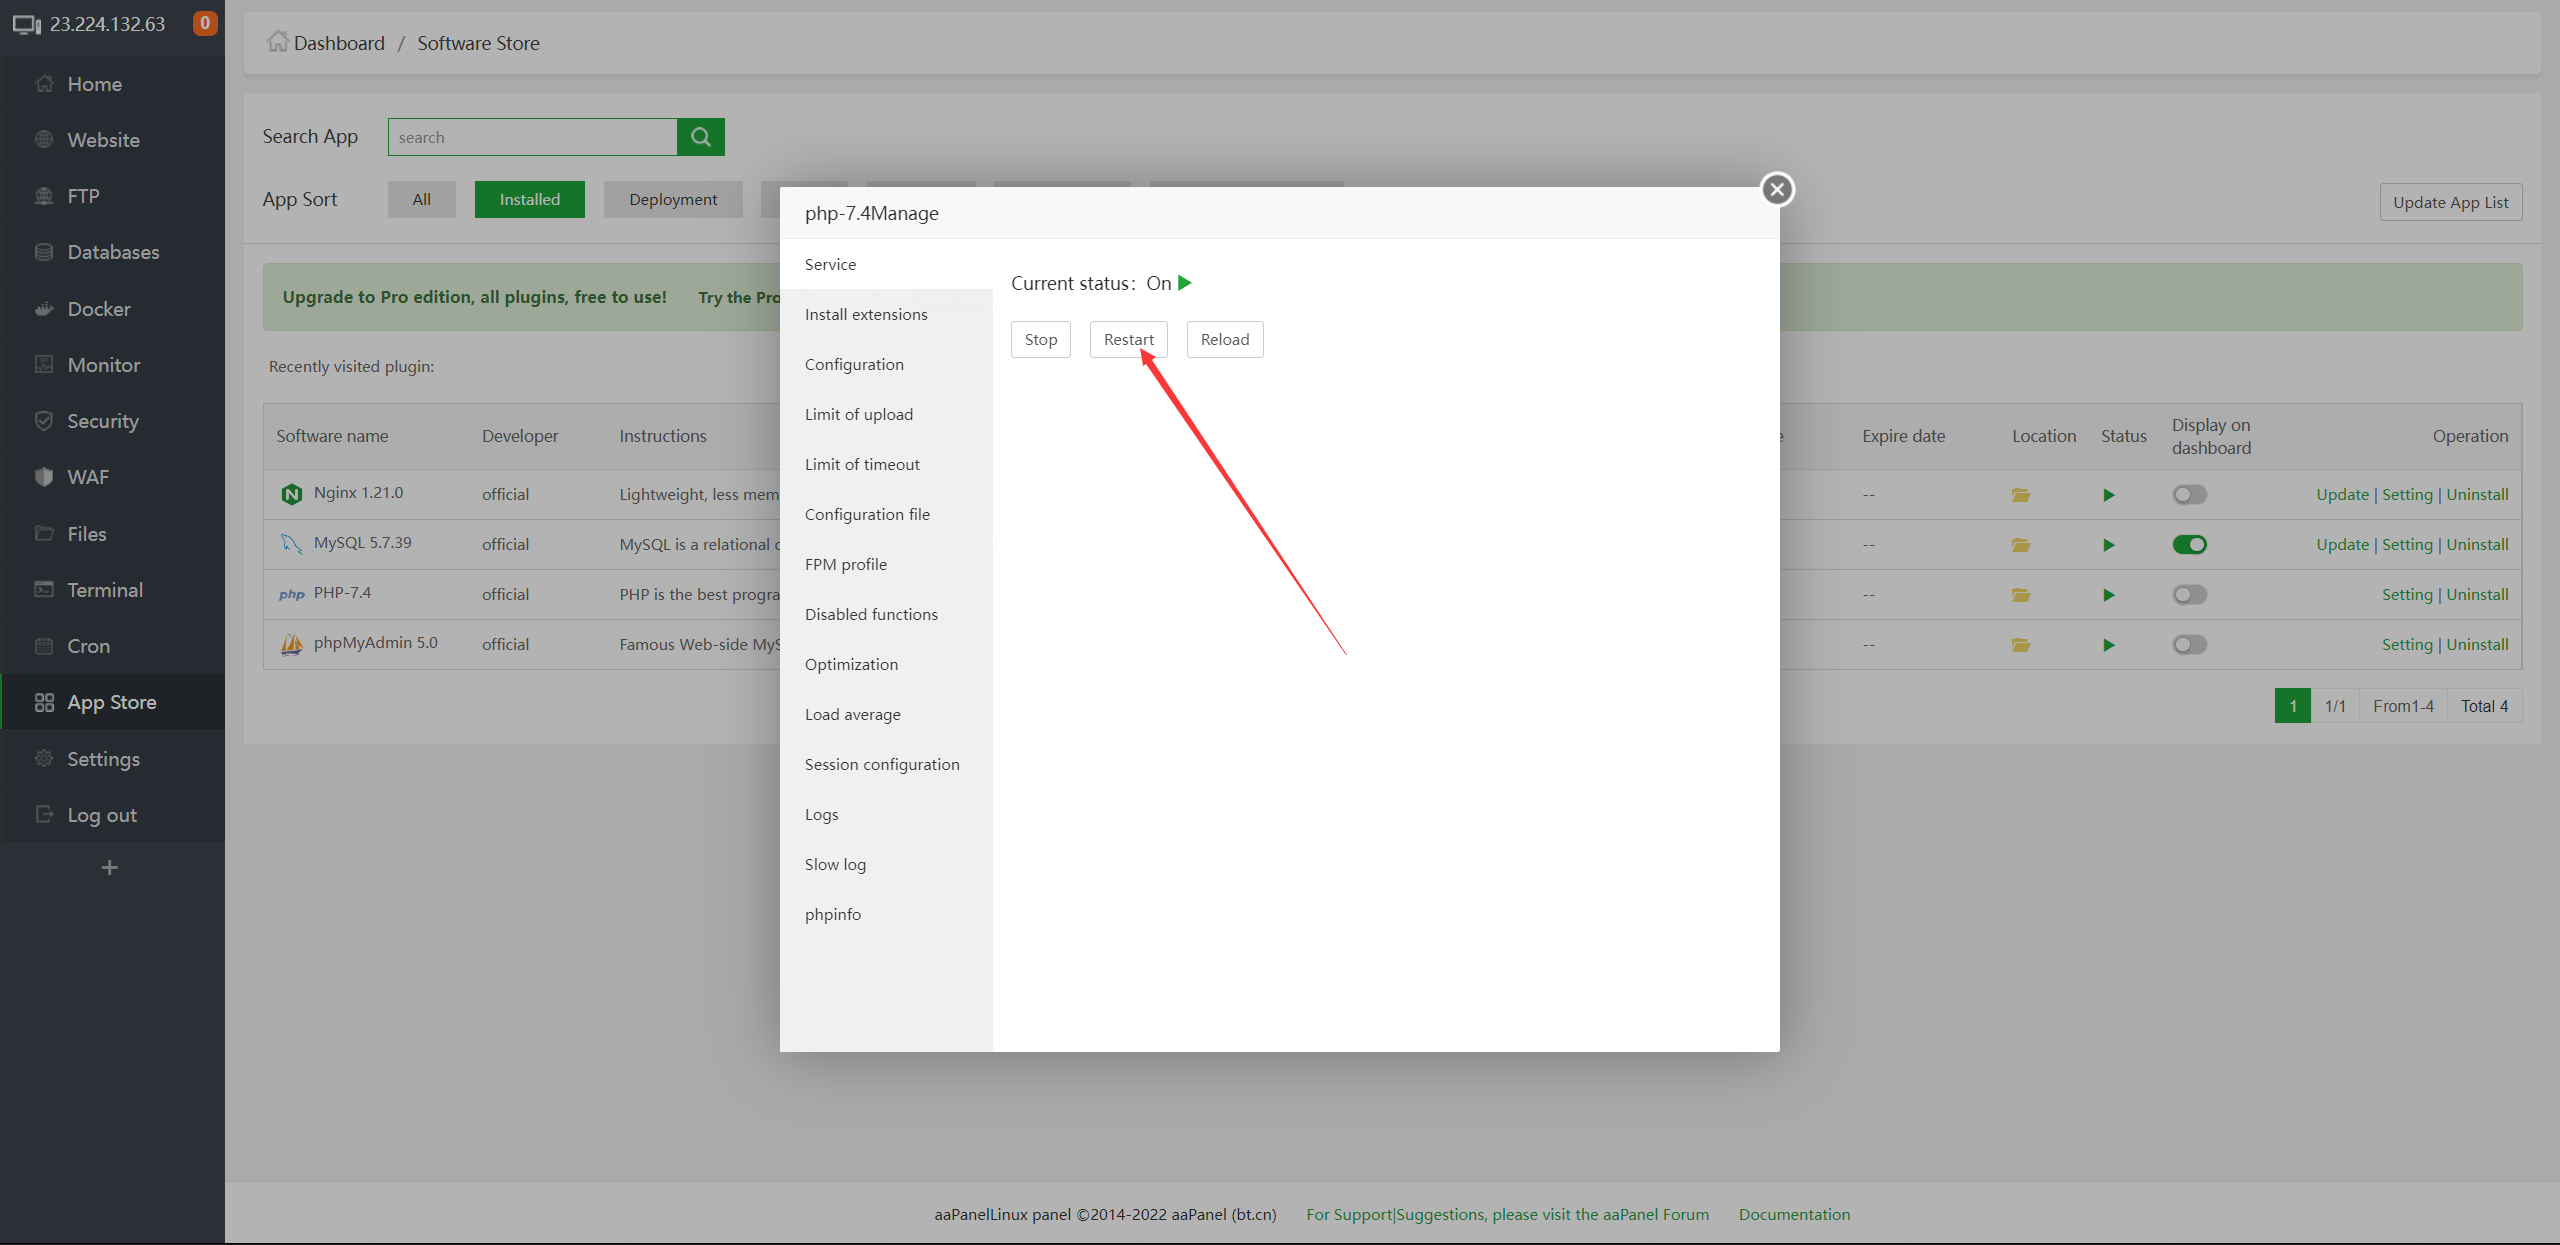 23.224.132.63
0
Home
Website
FTP
Databases
Docker
Monitor
Security
WAF
Files
Terminal
Cron
App Store
Settings
Log out
Dashboard / Software Store
Search App
search
App Sort
All
Installed
Deployment
Update App List
Upgrade to Pro edition, all plugins, free to use! Try the Pro
Recently visited plugin:
Software name Developer Instructions Expire date Location Status Display on dashboard Operation
Nginx 1.21.0 official Lightweight, less mem -- Update | Setting | Uninstall
MySQL 5.7.39 official MySQL is a relational -- Update | Setting | Uninstall
php PHP-7.4 official PHP is the best progra -- Setting | Uninstall
phpMyAdmin 5.0 official Famous Web-side MyS -- Setting | Uninstall
1 1/1 From1-4 Total 4
php-7.4Manage
Service
Install extensions
Configuration
Limit of upload
Limit of timeout
Configuration file
FPM profile
Disabled functions
Optimization
Load average
Session configuration
Logs
Slow log
phpinfo
Current status: On
Stop
Restart
Reload
aaPanelLinux panel ©2014-2022 aaPanel (bt.cn) For Support|Suggestions, please visit the aaPanel Forum Documentation